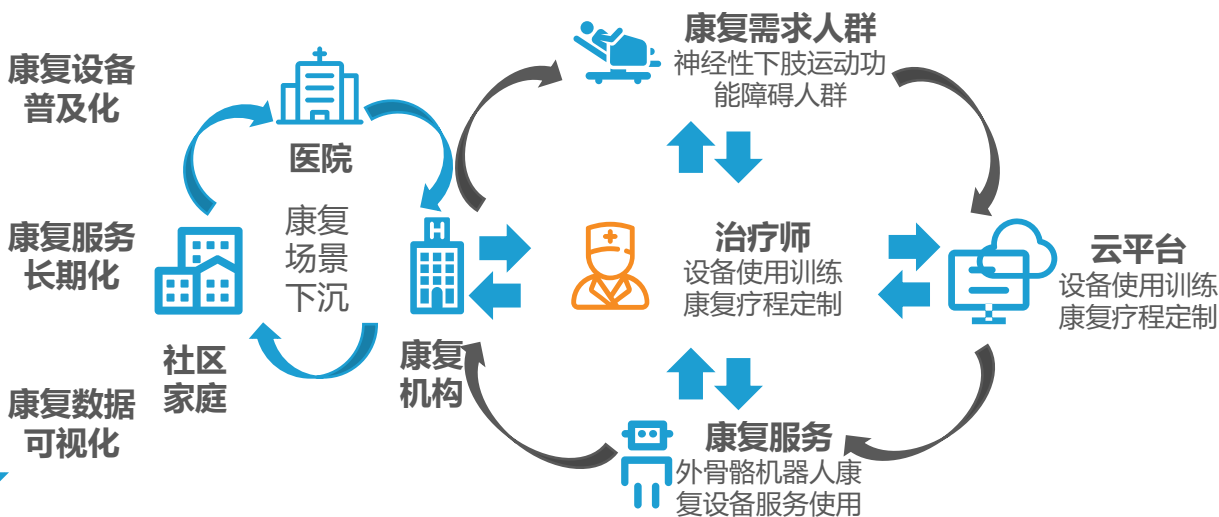 康复设备
普及化
康复服务
长期化
康复数据
可视化
医院
康复
场景
下沉
社区
家庭
H
康复
机构
康复需求人群
神经性下肢运动功
能障碍人群
治疗师
设备使用训练
康复疗程定制
云平台
设备使用训练
康复疗程定制
康复服务
外骨骼机器人康
复设备服务使用